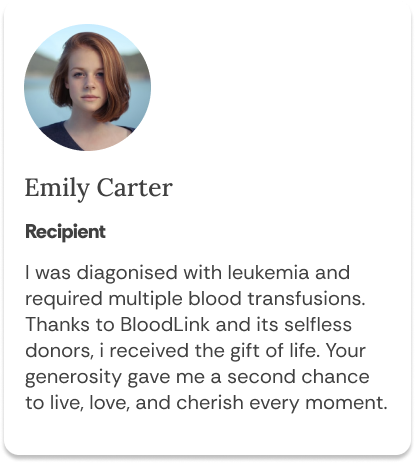 Emily Carter
Recipient
I was diagonised with leukemia and
required multiple blood transfusions.
Thanks to BloodLink and its selfless
donors, i received the gift of life. Your
generosity gave me a second chance
to live, love, and cherish every moment.